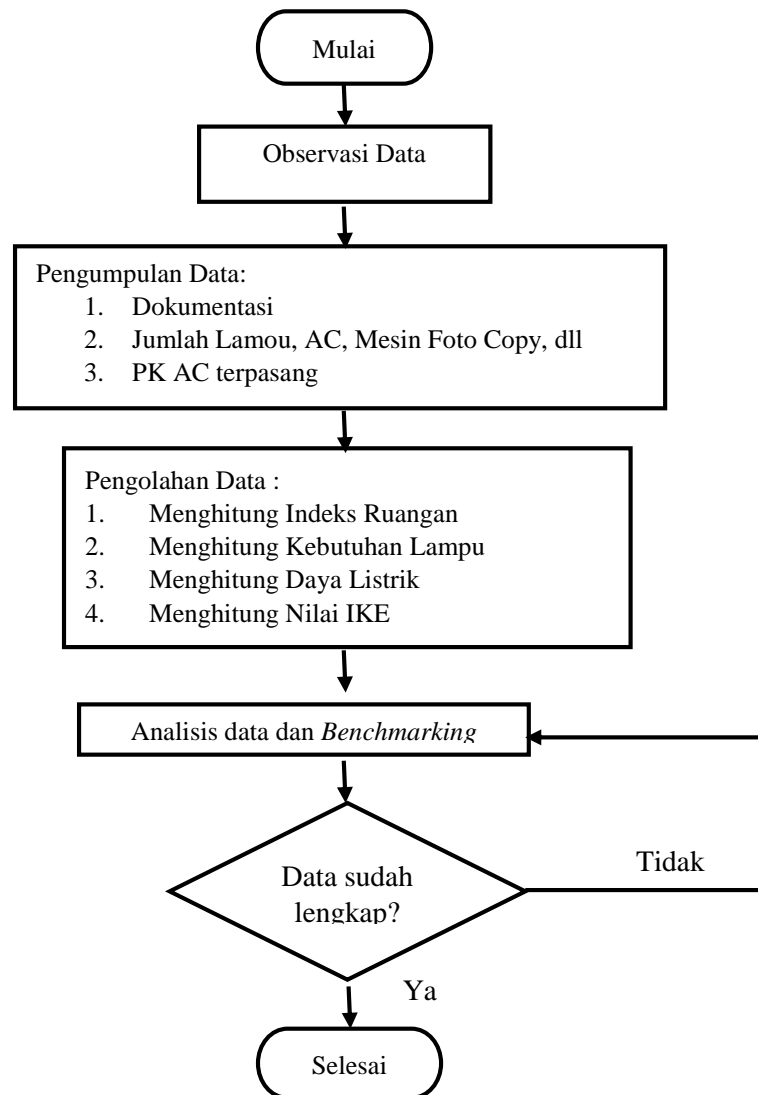 Mulai
Observasi Data
Pengumpulan Data:
1. Dokumentasi
2. Jumlah Lamou, AC, Mesin Foto Copy, dll
3. PK AC terpasang
Pengolahan Data :
1. Menghitung Indeks Ruangan
2. Menghitung Kebutuhan Lampu
3. Menghitung Daya Listrik
4. Menghitung Nilai IKE
Analisis data dan Benchmarking
Data sudah
lengkap?
Tidak
Ya
Selesai